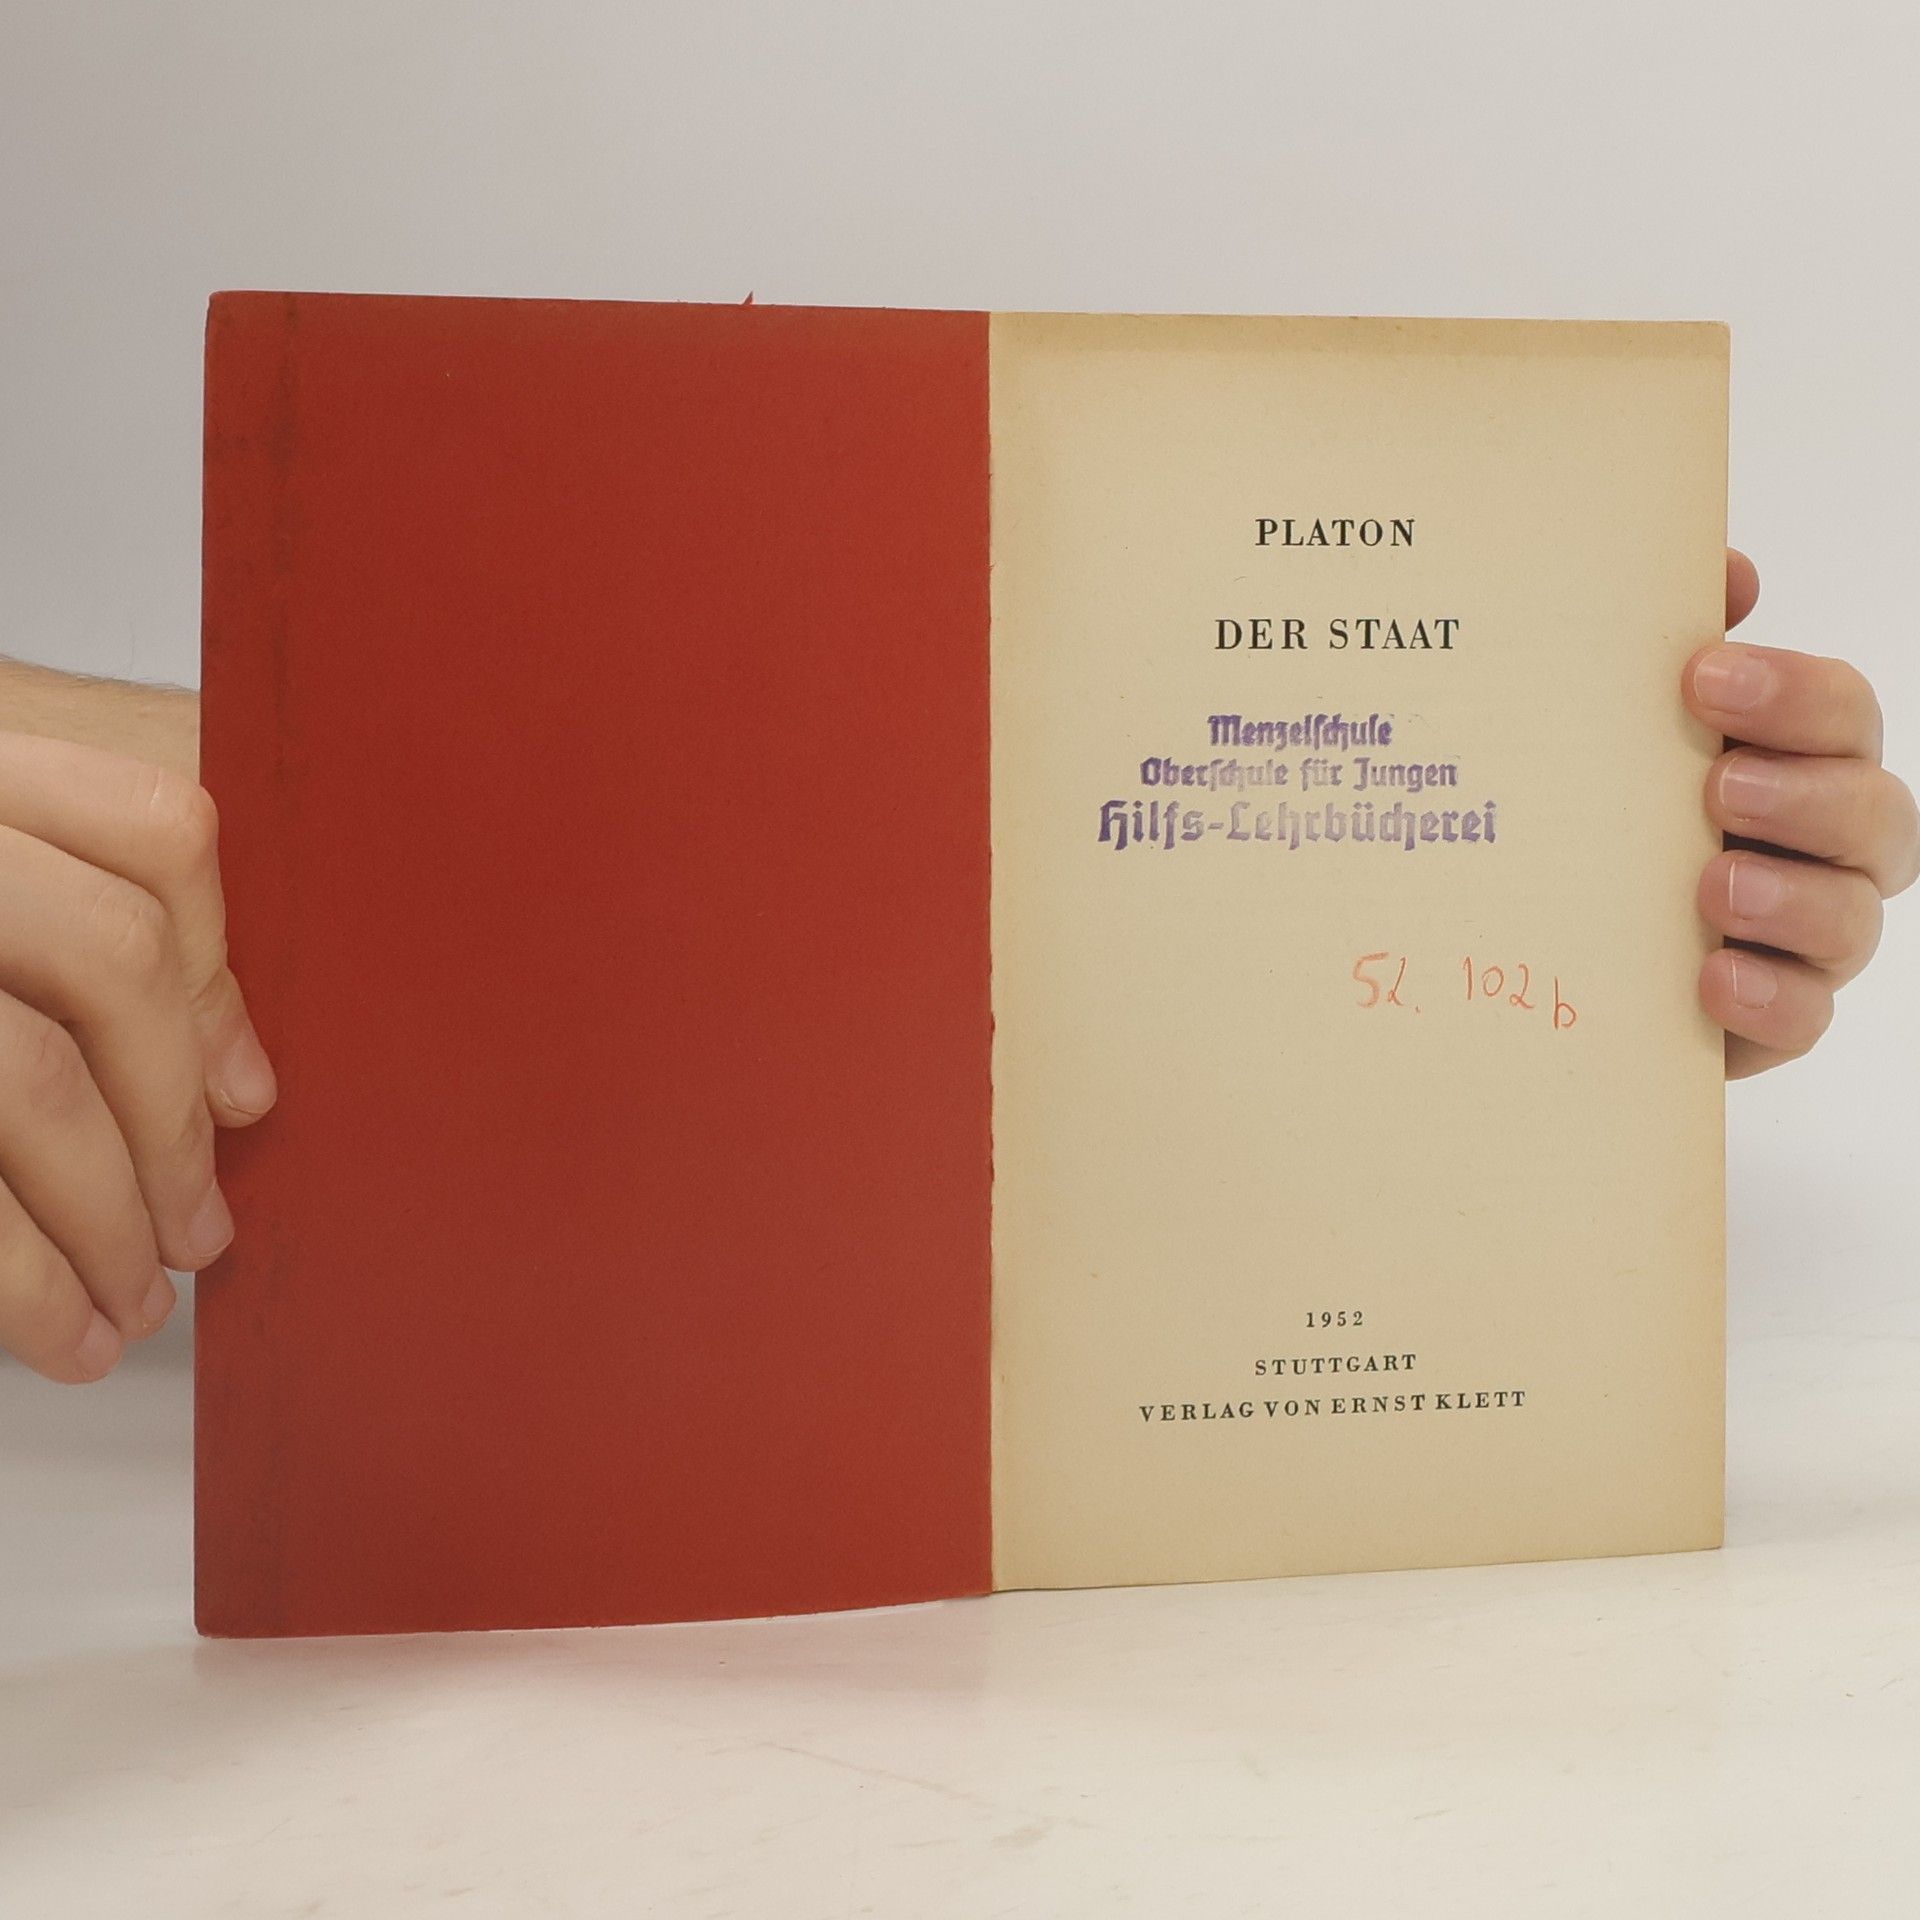 PLATON
DER STAAT
Menzelschule
Oberschule für Jungen
Hilfs-Lehrbücherei
52. 102 b
1952
STUTTGART
VERLAG VON ERNST KLETT